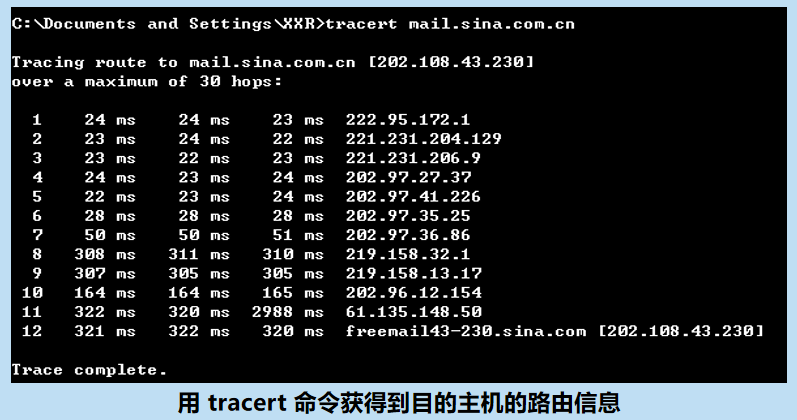 C:\Documents and Settings\XXR>tracert mail.sina.com.cn
Tracing route to mail.sina.com.cn [202.108.43.230]
over a maximum of 30 hops:
1 24 ms 24 ms 23 ms 222.95.172.1
2 23 ms 24 ms 22 ms 221.231.204.129
3 23 ms 22 ms 23 ms 221.231.206.9
4 24 ms 23 ms 24 ms 202.97.27.37
5 22 ms 23 ms 24 ms 202.97.41.226
6 28 ms 28 ms 28 ms 202.97.35.25
7 50 ms 50 ms 51 ms 202.97.36.86
8 308 ms 311 ms 310 ms 219.158.32.1
9 307 ms 305 ms 305 ms 219.158.13.17
10 164 ms 164 ms 165 ms 202.96.12.154
11 322 ms 320 ms 2988 ms 61.135.148.50
12 321 ms 322 ms 320 ms freemail43-230.sina.com [202.108.43.230]
Trace complete.
用 tracert 命令获得到目的主机的路由信息